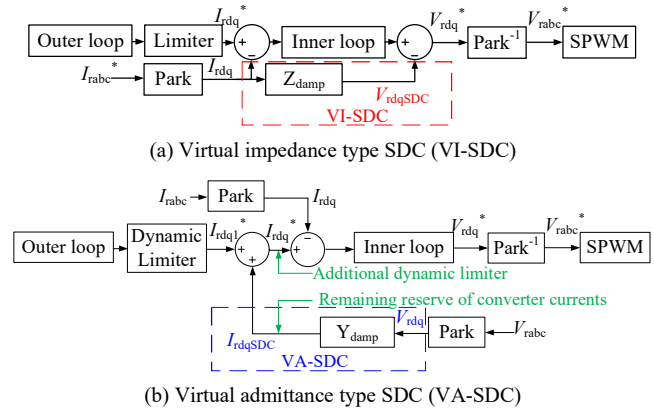 I_rdq^* V_rdq^* V_rabc^*
Outer loop Limiter Inner loop Park^-1 SPWM
I_rabc^* Park I_rdq Z_damp
V_rdqSDC
VI-SDC
(a) Virtual impedance type SDC (VI-SDC)
I_rabc Park I_rdq
Outer loop Dynamic Limiter I_rdq1^* I_rdq^* Inner loop V_rdq^* Park^-1 V_rabc^* SPWM
Additional dynamic limiter
Remaining reserve of converter currents
I_rdqSDC Y_damp V_rdq Park V_rabc
VA-SDC
(b) Virtual admittance type SDC (VA-SDC)